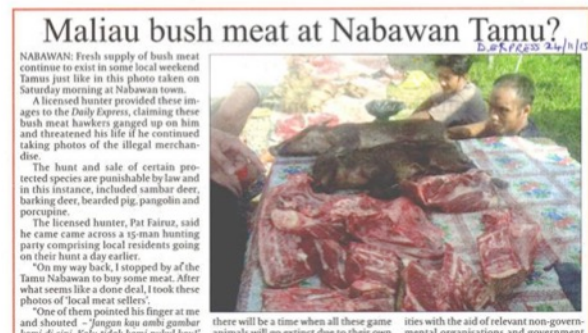 Maliau bush meat at Nabawan Tamu?
D. EXPRESS 24/11/15
NABAWAN: Fresh supply of bush meat
continue to exist in some local weekend
Tamus just like in this photo taken on
Saturday morning at Nabawan town.
A licensed hunter provided these im-
ages to the Daily Express, claiming these
bush meat hawkers ganged up on him
and threatened his life if he continued
taking photos of the illegal merchan-
dise.
The hunt and sale of certain pro-
tected species are punishable by law and
in this instance, included sambar deer,
barking deer, bearded pig, pangolin and
porcupine.
The licensed hunter, Pat Fairuz, said
he came came across a 15-man hunting
party comprising local residents going
on their hunt a day earlier.
"On my way back, I stopped by at the
Tamu Nabawan to buy some meat. After
what seems like a done deal, I took these
photos of 'local meat sellers'.
"One of them pointed his finger at me
and shouted – "Jangan kau ambi gambar
there will be a time when all these game
ities with the aid of relevant non-govern-